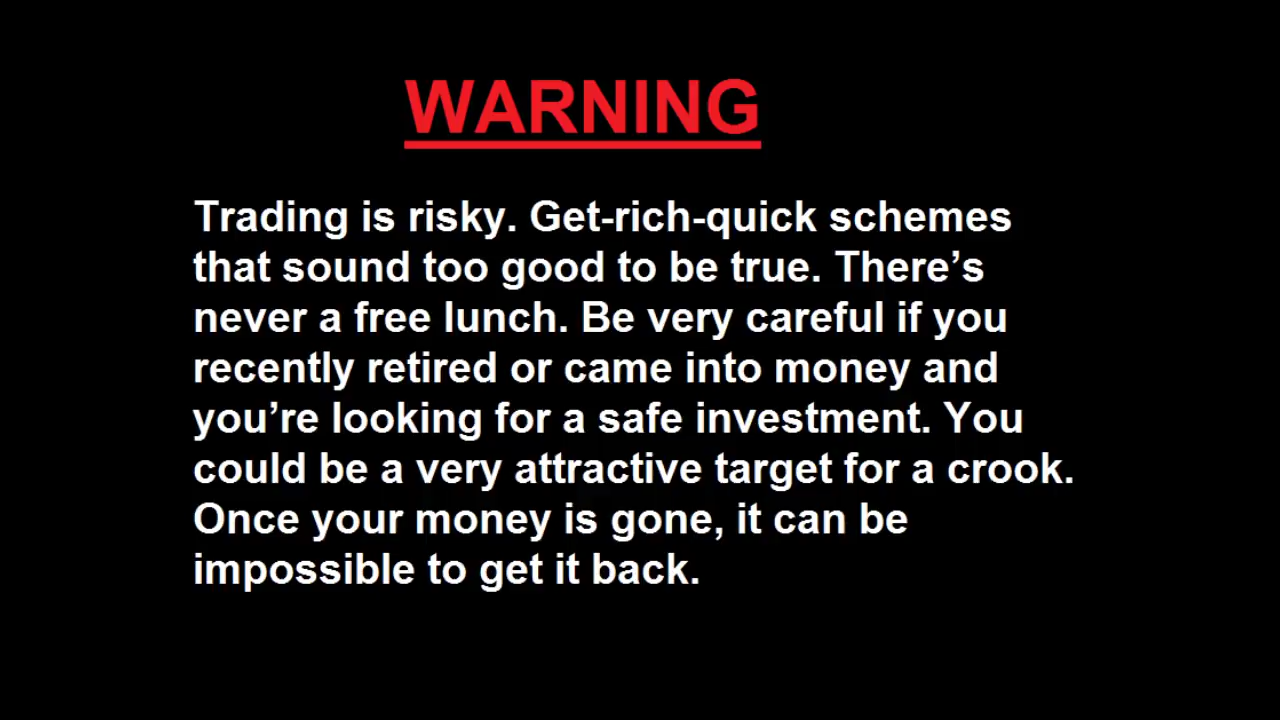 WARNING
Trading is risky. Get-rich-quick schemes
that sound too good to be true. There’s
never a free lunch. Be very careful if you
recently retired or came into money and
you’re looking for a safe investment. You
could be a very attractive target for a crook.
Once your money is gone, it can be
impossible to get it back.